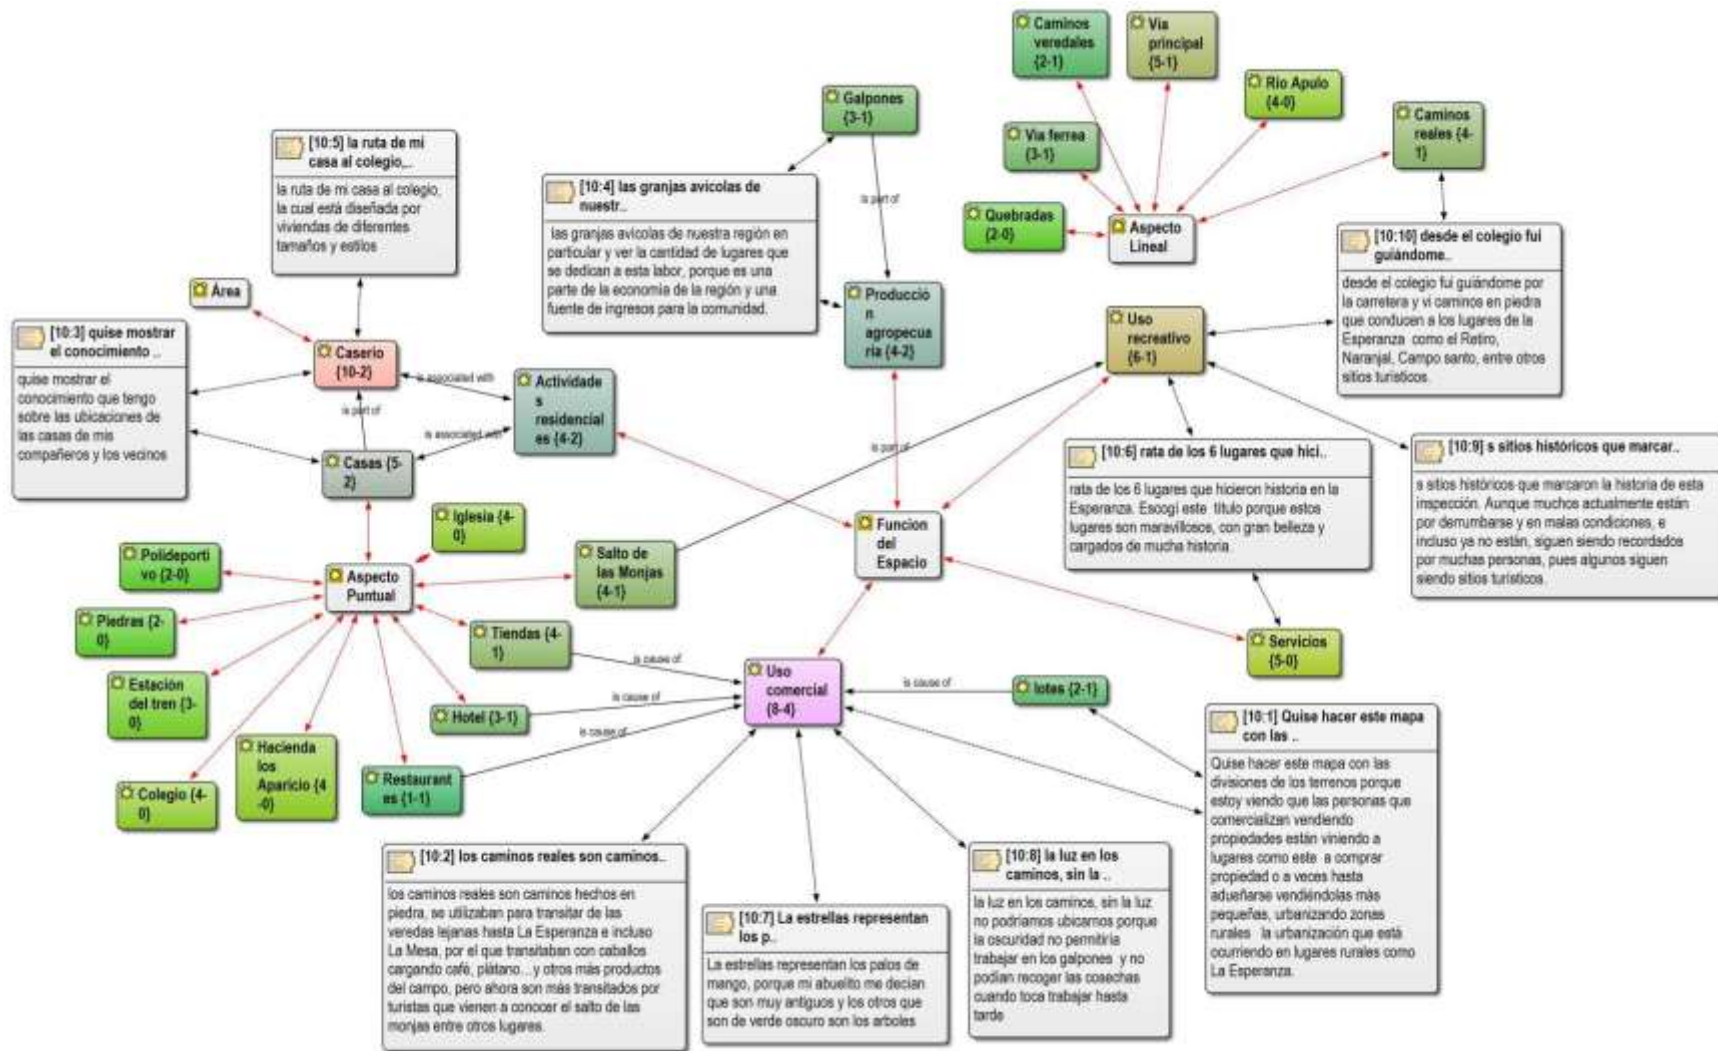 Caminos
veredales
{2-1}
Via
principal
{5-1}
Rio Apulo
{4-0}
Caminos
reales {4-
1}
Via ferrea
{3-1}
Quebradas
{2-0}
Aspecto
Lineal
Galpones
{3-1}
is part of
[10:5] la ruta de mi
casa al colegio,..
la ruta de mi casa al colegio,
la cual está diseñada por
viviendas de diferentes
tamaños y estilos
[10:4] las granjas avícolas de
nuestr..
las granjas avícolas de nuestra región en
particular y ver la cantidad de lugares que
se dedican a esta labor, porque es una
parte de la economía de la región y una
fuente de ingresos para la comunidad.
[10:10] desde el colegio fui
guiándome..
desde el colegio fui guiándome por
la carretera y vi caminos en piedra
que conducen a los lugares de la
Esperanza como el Retiro,
Naranjal, Campo santo, entre otros
sitios turísticos.
Área
[10:3] quise mostrar
el conocimiento ..
quise mostrar el
conocimiento que tengo
sobre las ubicaciones de
las casas de mis
compañeros y los vecinos
Caserio
{10-2}
is associated with
is part of
is associated with
Actividade
s
residencial
es {4-2}
Producció
n
agropecua
ria {4-2}
Uso
recreativo
{6-1}
is part of
Casas {5-
2}
[10:6] rata de los 6 lugares que hici..
rata de los 6 lugares que hicieron historia en la
Esperanza. Escogí este título porque estos
lugares son maravillosos, con gran belleza y
cargados de mucha historia
[10:9] s sitios históricos que marcar..
s sitios históricos que marcaron la historia de esta
inspección. Aunque muchos actualmente están
por derrumbarse y en malas condiciones, e
incluso ya no están, siguen siendo recordados
por muchas personas, pues algunos siguen
siendo sitios turísticos.
Iglesia {4-
0}
Funcion
del
Espacio
Polideporti
vo {2-0}
Aspecto
Puntual
Salto de
las Monjas
{4-1}
Piedras {2-
0}
Tiendas {4-
1}
Servicios
{5-0}
is cause of
Estación
del tren {3-
0}
Hotel {3-1}
is cause of
Uso
comercial
{8-4}
is cause of
lotes {2-1}
is cause of
Hacienda
los
Aparicio {4
-0}
Colegio {4-
0}
Restaurant
es {1-1}
[10:1] Quise hacer este mapa
con las ..
Quise hacer este mapa con las
divisiones de los terrenos porque
estoy viendo que las personas que
comercializan vendiendo
propiedades están viniendo a
lugares como este a comprar
propiedad o a veces hasta
adueñarse vendiéndolas más
pequeñas, urbanizando zonas
rurales la urbanización que está
ocurriendo en lugares rurales como
La Esperanza.
[10:2] los caminos reales son caminos..
los caminos reales son caminos hechos en
piedra, se utilizaban para transitar de las
veredas lejanas hasta La Esperanza e incluso
La Mesa, por el que transitaban con caballos
cargando café, plátano... y otros más productos
del campo, pero ahora son más transitados por
turistas que vienen a conocer el salto de las
monjas entre otros lugares.
[10:7] La estrellas representan
los p..
La estrellas representan los palos de
mango, porque mi abuelito me decian
que son muy antiguos y los otros que
son de verde oscuro son los arboles
[10:8] la luz en los
caminos, sin la ..
la luz en los caminos, sin la luz
no podríamos ubicarnos porque
la oscuridad no permitiría
trabajar en los galpones y no
podían recoger las cosechas
cuando toca trabajar hasta
tarde